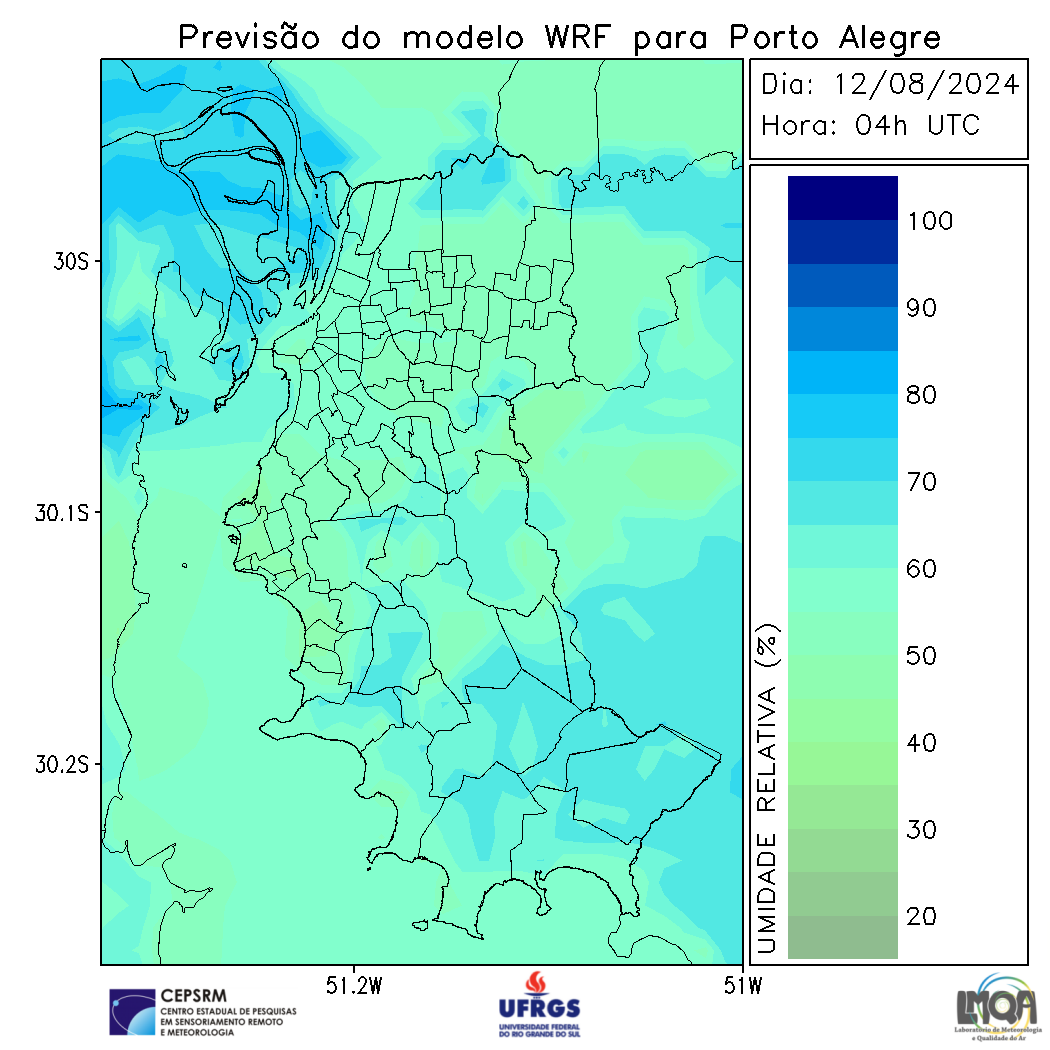 Previsão do modelo WRF para Porto Alegre
Dia: 12/08/2024
Hora: 04h UTC
100
90
80
70
60
50
40
30
20
UMIDADE RELATIVA (%)
30S
30.1S
30.2S
51.2W
51W
CEPSRM
CENTRO ESTADUAL DE PESQUISAS
EM SENSORIAMENTO REMOTO
E METEOROLOGIA
UFRGS
UNIVERSIDADE FEDERAL
DO RIO GRANDE DO SUL
LMQA
Laboratório de Meteorologia
e Qualidade do Ar